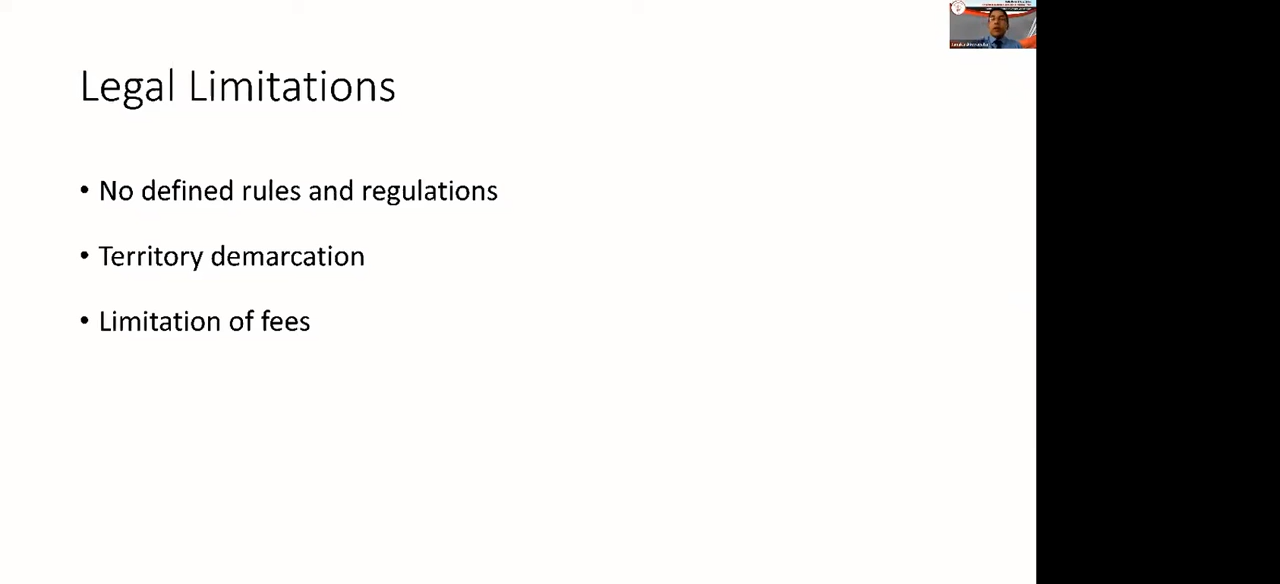 Legal Limitations
• No defined rules and regulations
• Territory demarcation
• Limitation of fees